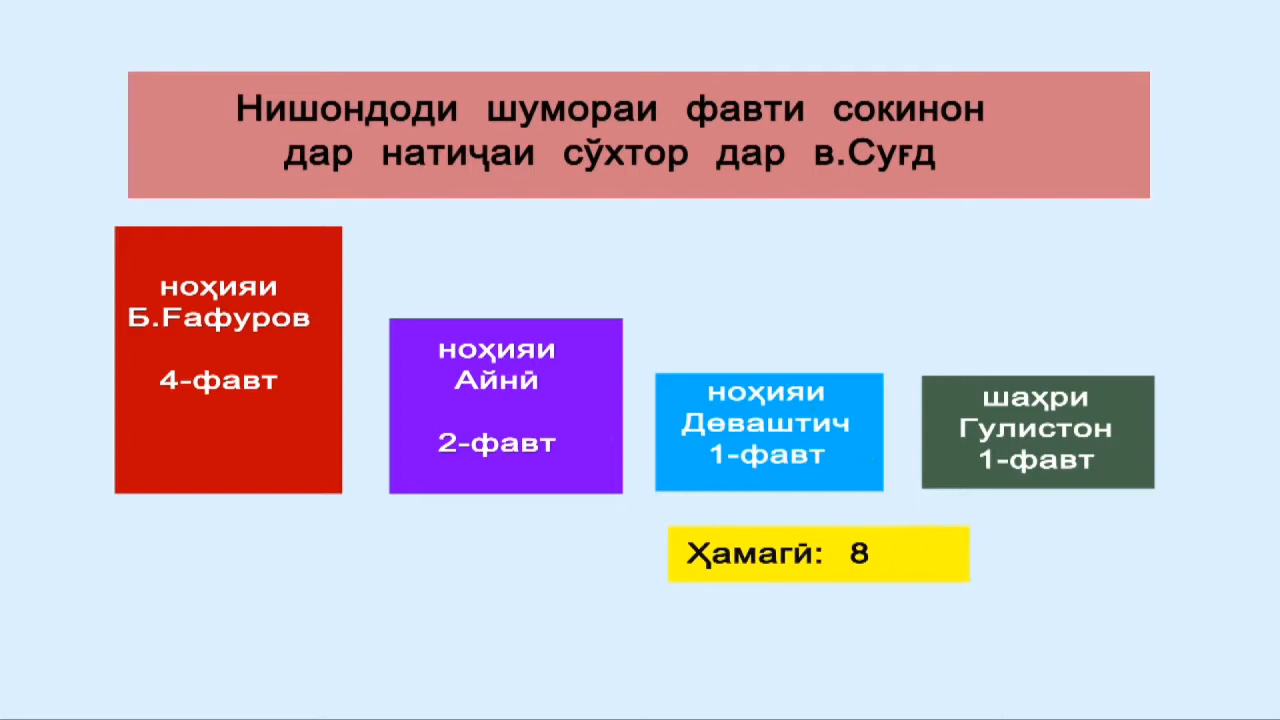 Нишондоди шумораи фавти сокинон
дар натиҷаи сӯхтор дар в.Суғд
ноҳияи
Б.Ғафуров
4-фавт
ноҳияи
Айнӣ
2-фавт
ноҳияи
Дөваштич
1-фавт
шаҳри
Гулистон
1-фавт
Ҳамагӣ: 8